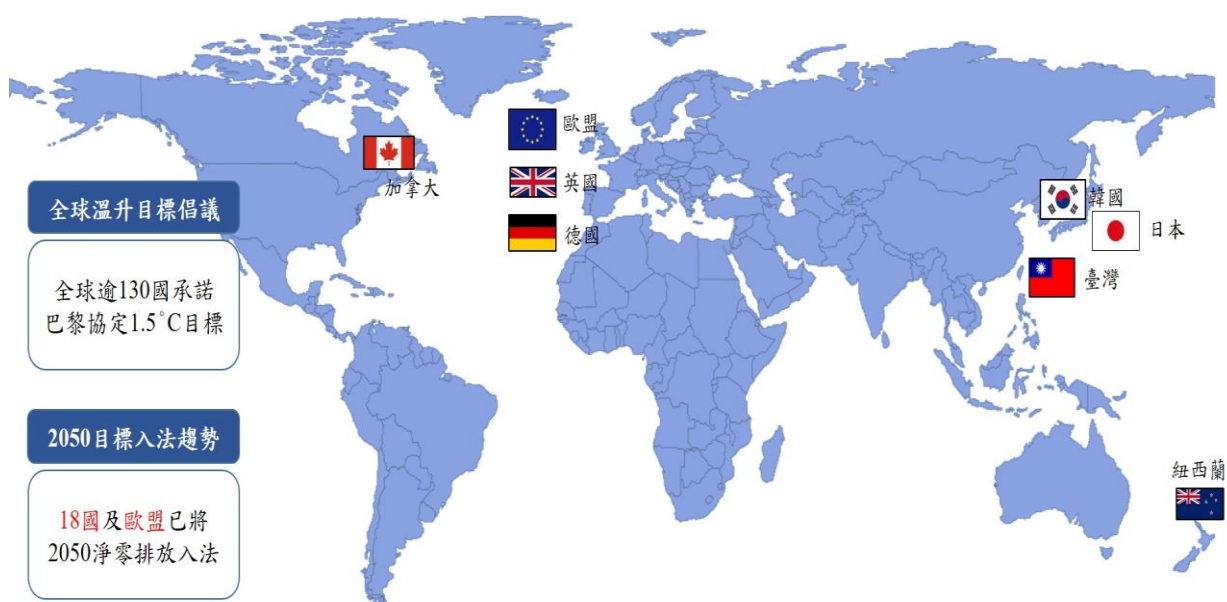 歐盟
加拿大
英國
韓國
全球溫升目標倡議
德國
日本
臺灣
全球逾130國承諾
巴黎協定1.5°C目標
2050目標入法趨勢
紐西蘭
18國及歐盟已將
2050淨零排放入法